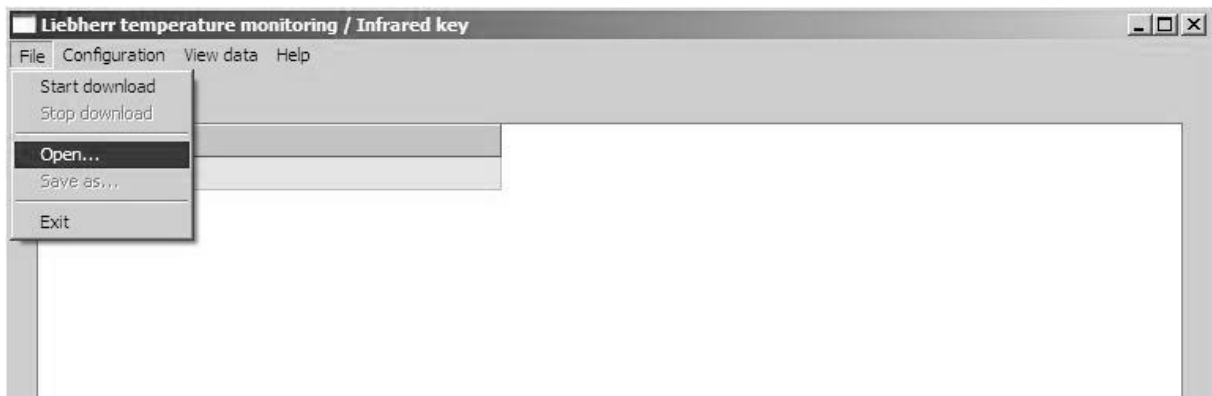 Liebherr temperature monitoring / Infrared key
File Configuration View data Help
Start download
Stop download
Open...
Save as...
Exit